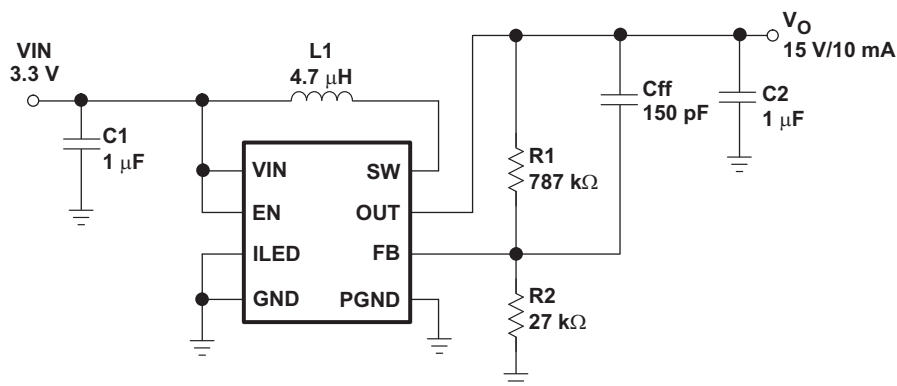 VIN
3.3 V
L1
4.7 μH
C1
1 μF
VIN
EN
ILED
GND
SW
OUT
FB
PGND
R1
787 kΩ
R2
27 kΩ
Cff
150 pF
C2
1 μF
VO
15 V/10 mA